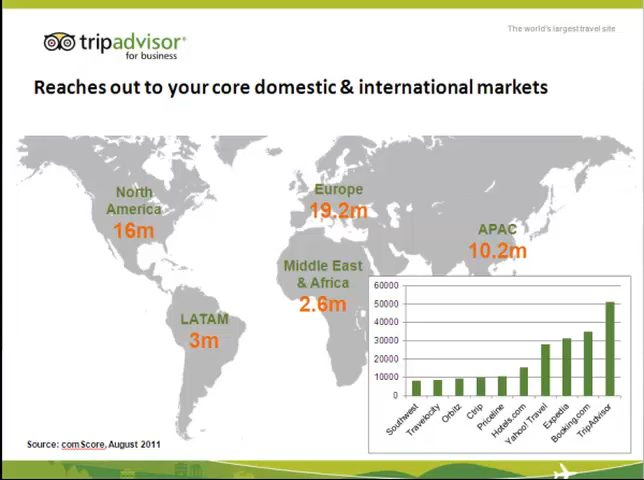 The world's largest travel site
tripadvisor®
for business
Reaches out to your core domestic & international markets
North
America
16m
Europe
19.2m
APAC
10.2m
Middle East
& Africa
2.6m
LATAM
3m
60000
50000
40000
30000
20000
10000
0
Southwest
Travelocity
Orbitz
Ctrip
Priceline
Hotels.com
Yahoo! Travel
Expedia
Booking.com
TripAdvisor
Source: comScore, August 2011